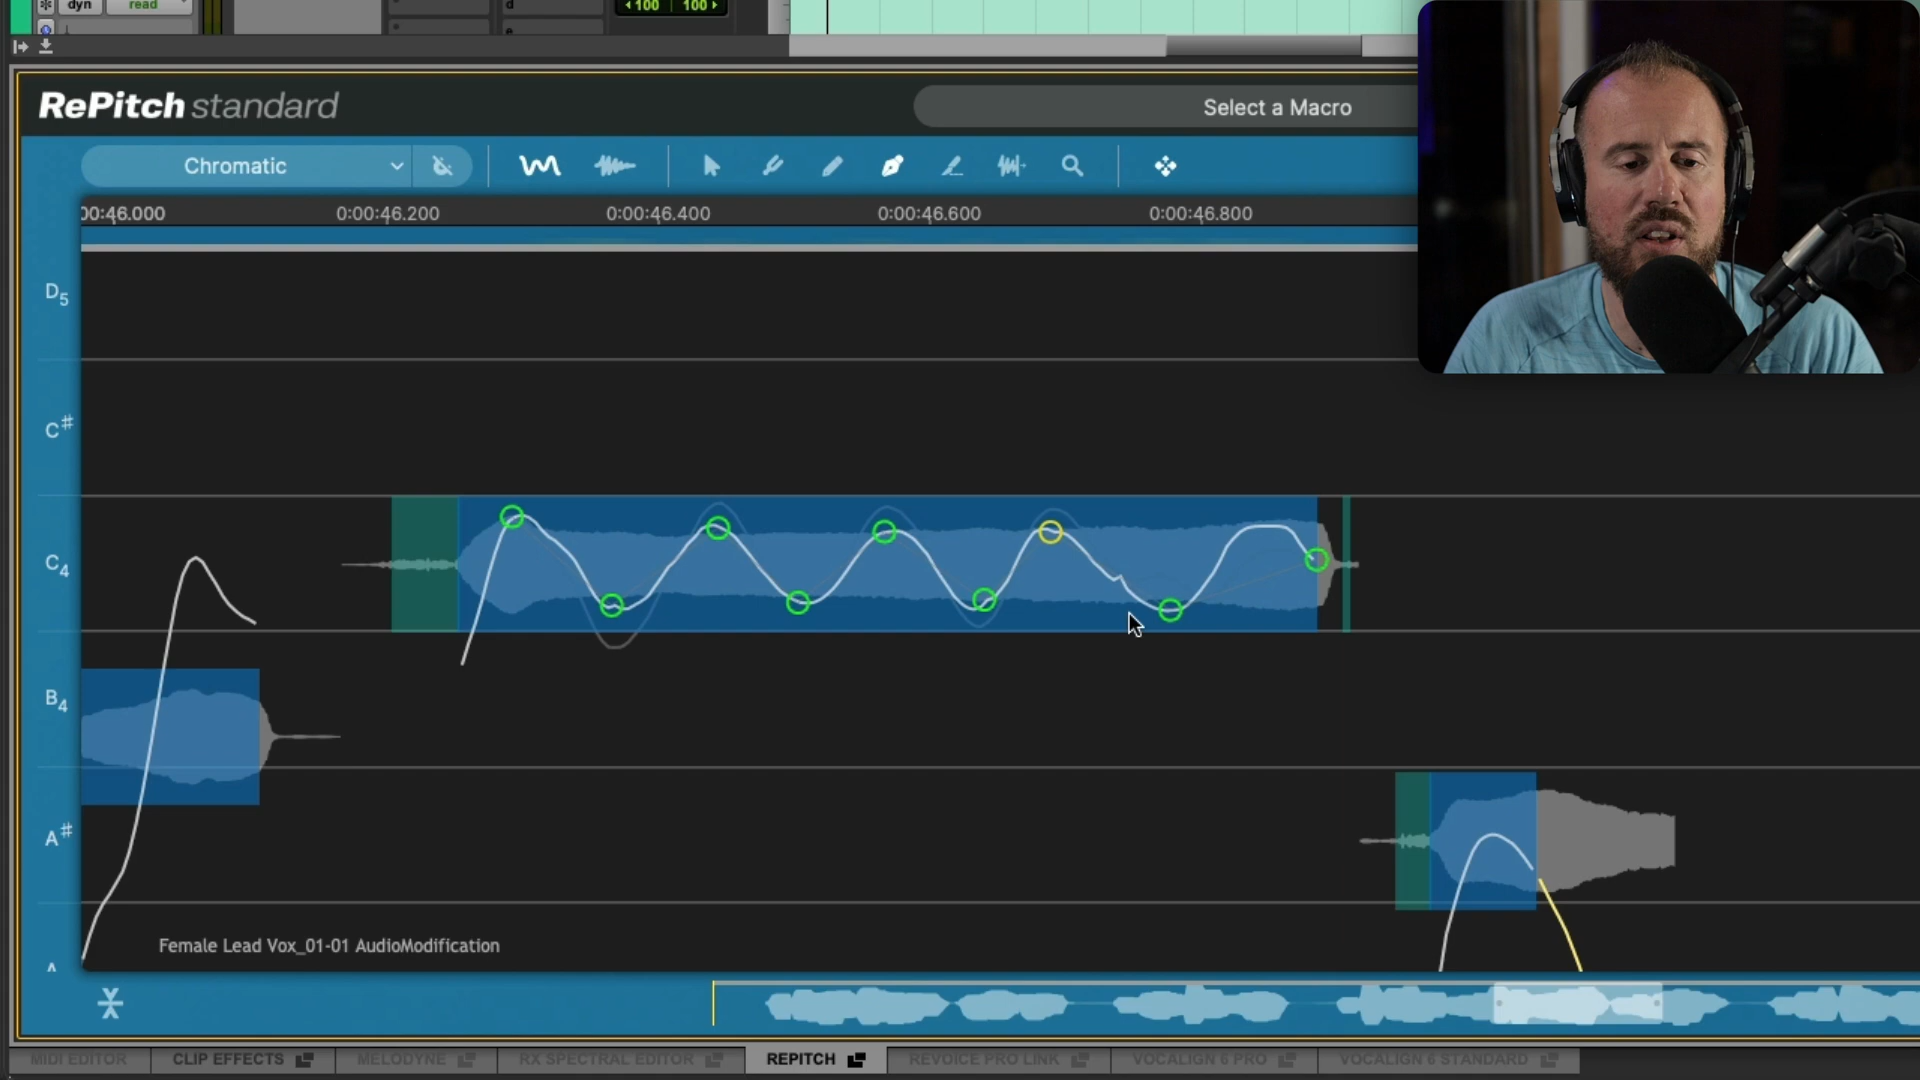 dyn read d 100 100
RePitch standard Select a Macro
Chromatic
00:46.000 0:00:46.200 0:00:46.400 0:00:46.600 0:00:46.800
D5
C#
C4
B4
A#
Female Lead Vox_01-01 AudioModification
MIDI EDITOR CLIP EFFECTS MELODYNE RX SPECTRAL EDITOR REPITCH REVOICE PRO LINK VOCALIGN 6 PRO VOCALIGN 6 STANDARD